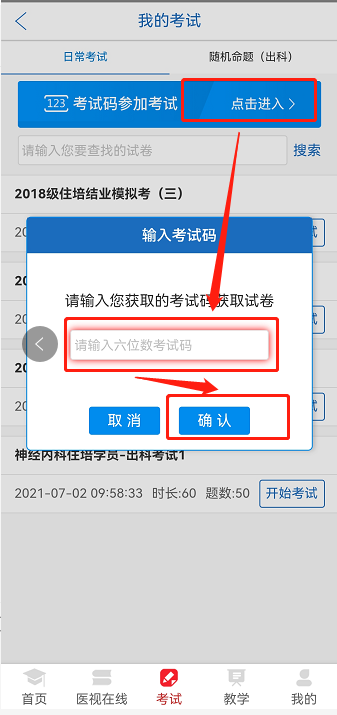 我的考试
日常考试 随机命题（出科）
123 考试码参加考试 点击进入
请输入您要查找的试卷 搜索
2018级住培结业模拟考（三）
20 试
输入考试码
20
请输入您获取的考试码获取试卷
20 试
请输入六位数考试码
20
20 试
取消 确认
神经内科住培学员-出科考试1
2021-07-02 09:58:33 时长:60 题数:50 开始考试
首页 医视在线 考试 教学 我的